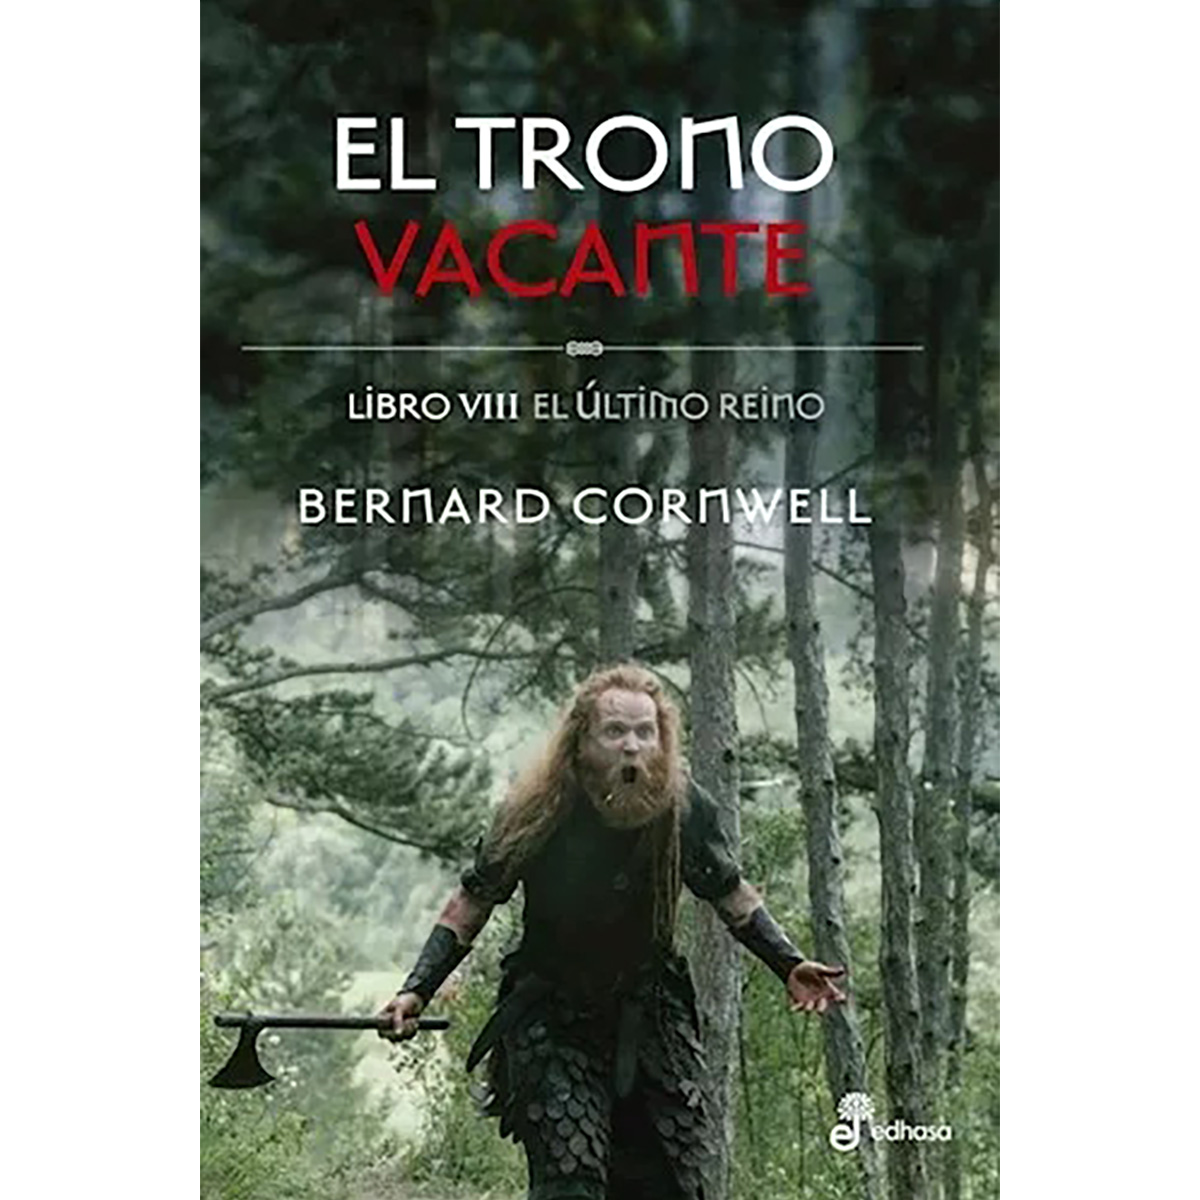 EL TRONO
VACANTE
LIBRO VIII EL ÚLTIMO REINO
BERNARD CORNWELL
edhasa